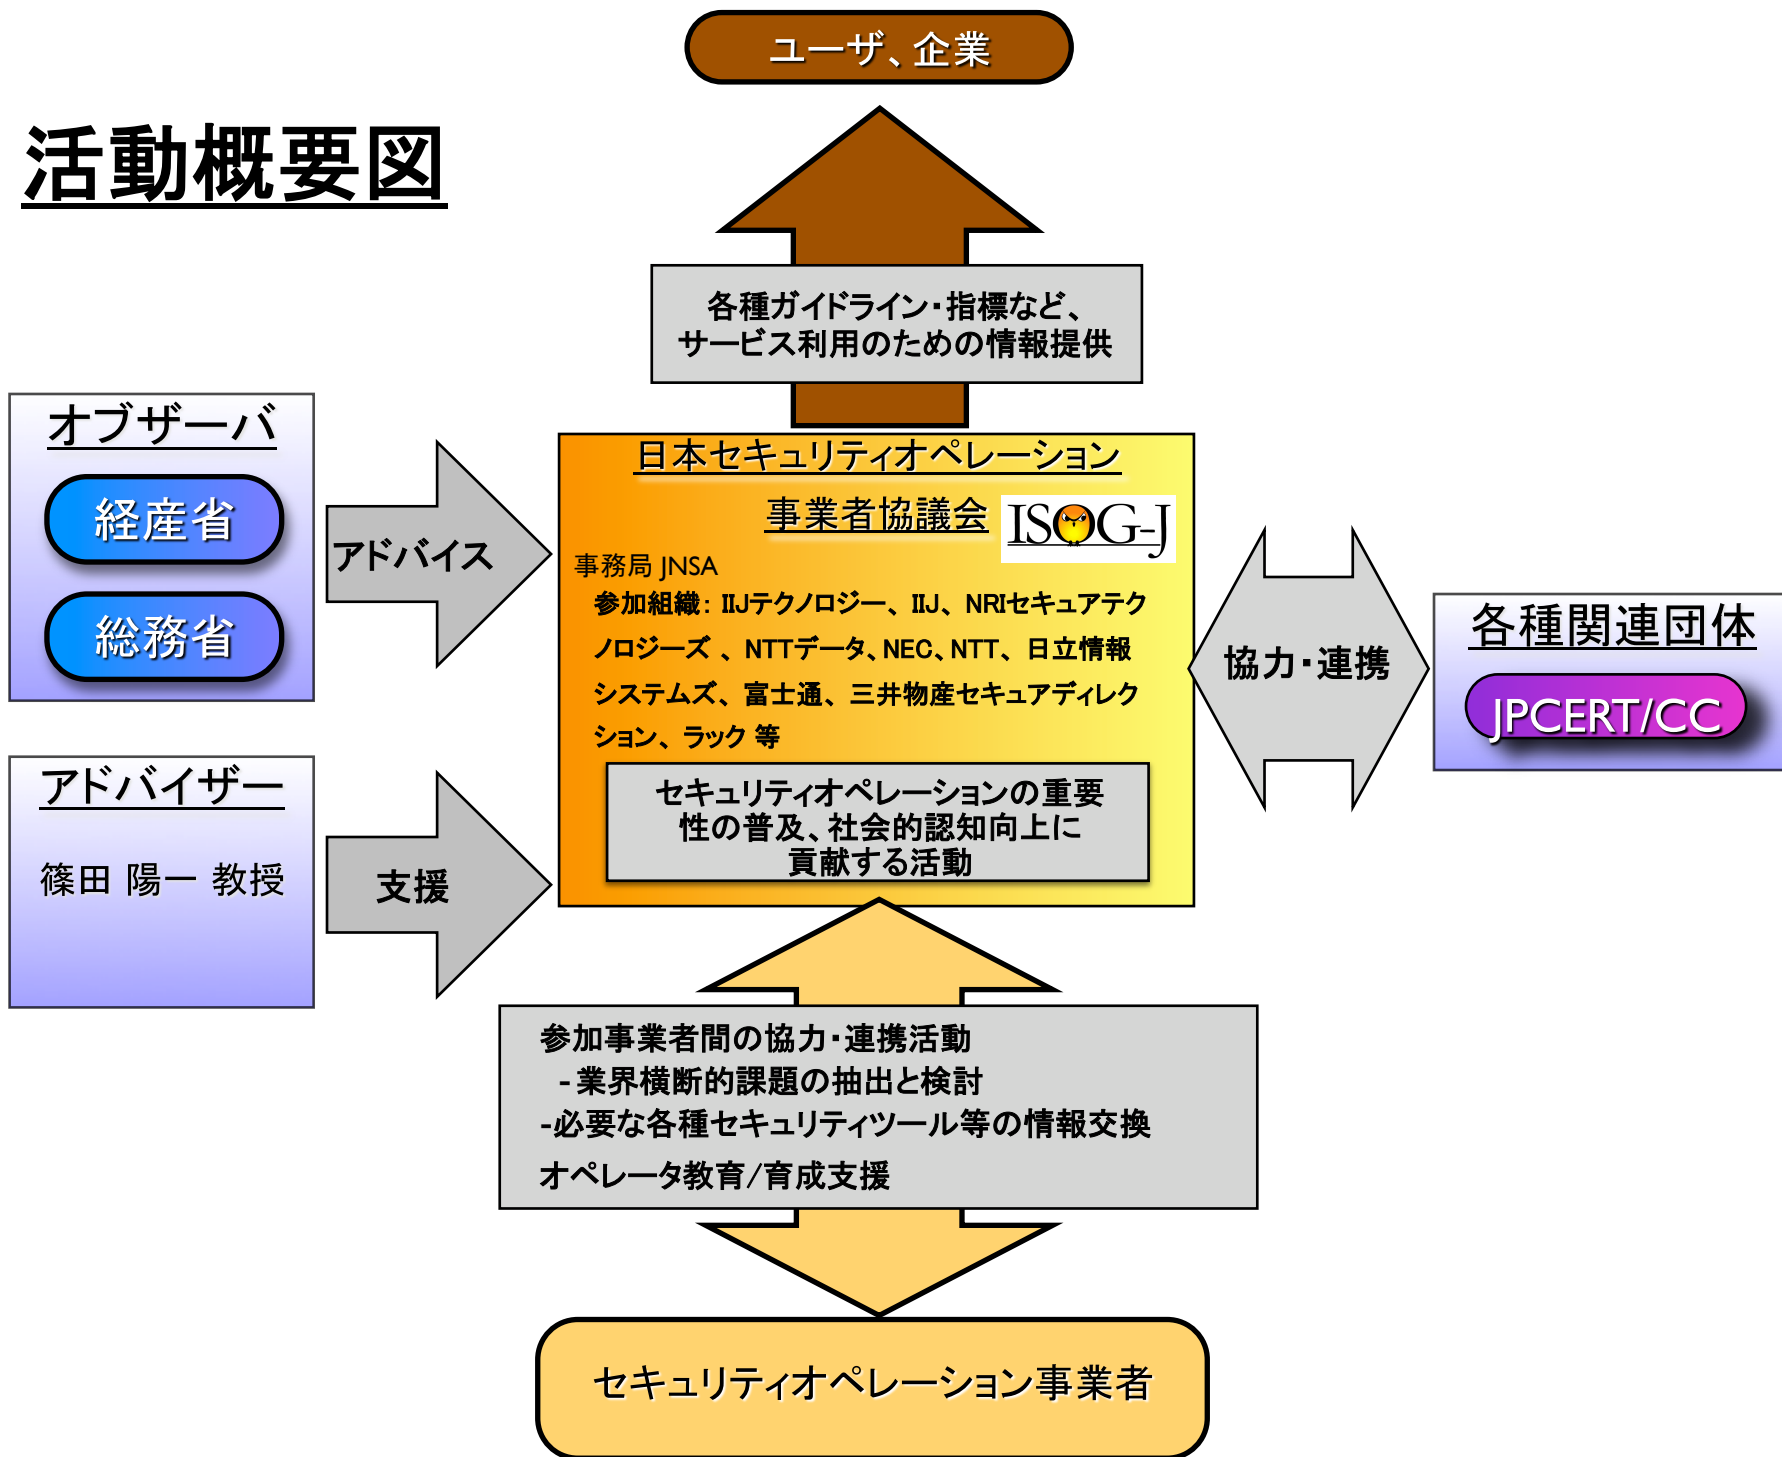 ユーザ、企業
活動概要図
各種ガイドライン・指標など、
サービス利用のための情報提供
オブザーバ
経産省
総務省
アドバイス
日本セキュリティオペレーション
事業者協議会
ISOG-J
事務局 JNSA
参加組織： IIJテクノロジー、 IIJ、 NRIセキュアテク
ノロジーズ 、 NTTデータ、NEC、NTT、 日立情報
システムズ、 富士通、 三井物産セキュアディレク
ション、 ラック 等
セキュリティオペレーションの重要
性の普及、社会的認知向上に
貢献する活動
協力・連携
各種関連団体
JPCERT/CC
アドバイザー
篠田 陽一 教授
支援
参加事業者間の協力・連携活動
- 業界横断的課題の抽出と検討
-必要な各種セキュリティツール等の情報交換
オペレータ教育/育成支援
セキュリティオペレーション事業者